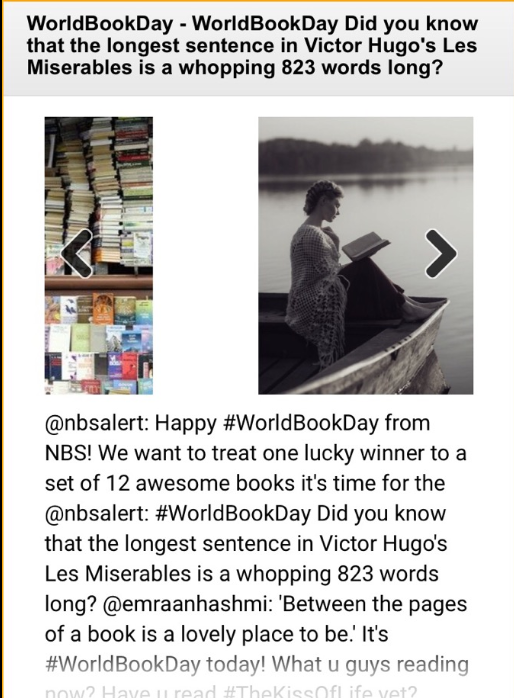 WorldBookDay - WorldBookDay Did you know
that the longest sentence in Victor Hugo's Les
Miserables is a whopping 823 words long?
@nbsalert: Happy #WorldBookDay from
NBS! We want to treat one lucky winner to a
set of 12 awesome books it's time for the
@nbsalert: #WorldBookDay Did you know
that the longest sentence in Victor Hugo's
Les Miserables is a whopping 823 words
long? @emraanhashmi: 'Between the pages
of a book is a lovely place to be.' It's
#WorldBookDay today! What u guys reading
now? Have u read #TheKissOfLife yet?